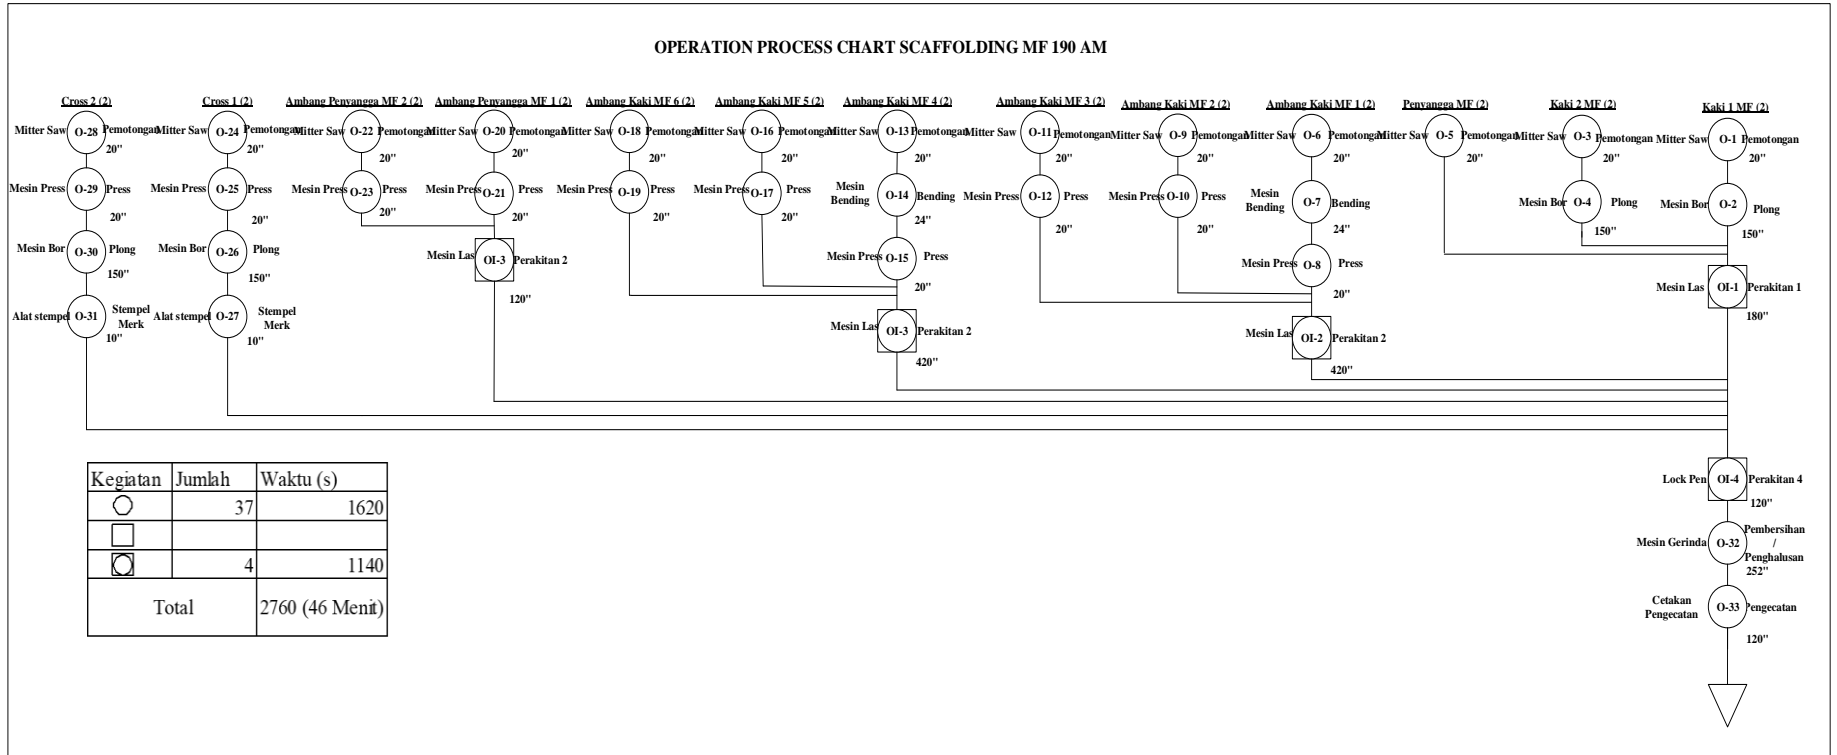 OPERATION PROCESS CHART SCAFFOLDING MF 190 AM
Cross 2 (2)
Mitter Saw O-28 Pemotongan
20"
Mesin Press O-29 Press
20"
Mesin Bor O-30 Plong
150"
Alat stempel O-31 Stempel
Merk
10"
Cross 1 (2)
Mitter Saw O-24 Pemotongan
20"
Mesin Press O-25 Press
20"
Mesin Bor O-26 Plong
150"
Alat stempel O-27 Stempel
Merk
10"
Ambang Penyangga MF 2 (2)
Mitter Saw O-22 Pemotongan
20"
Mesin Press O-23 Press
20"
Ambang Penyangga MF 1 (2)
Mitter Saw O-20 Pemotongan
20"
Mesin Press O-21 Press
20"
Mesin Las OI-3 Perakitan 2
120"
Ambang Kaki MF 6 (2)
Mitter Saw O-18 Pemotongan
20"
Mesin Press O-19 Press
20"
Ambang Kaki MF 5 (2)
Mitter Saw O-16 Pemotongan
20"
Mesin Press O-17 Press
20"
Ambang Kaki MF 4 (2)
Mitter Saw O-13 Pemotongan
20"
Mesin
Bending O-14 Bending
24"
Mesin Press O-15 Press
20"
Mesin Las OI-3 Perakitan 2
420"
Ambang Kaki MF 3 (2)
Mitter Saw O-11 Pemotongan
20"
Mesin Press O-12 Press
20"
Ambang Kaki MF 2 (2)
Mitter Saw O-9 Pemotongan
20"
Mesin Press O-10 Press
20"
Ambang Kaki MF 1 (2)
Mitter Saw O-6 Pemotongan
20"
Mesin
Bending O-7 Bending
24"
Mesin Press O-8 Press
20"
Mesin Las OI-2 Perakitan 2
420"
Penyangga MF (2)
Mitter Saw O-5 Pemotongan
20"
Kaki 2 MF (2)
Mitter Saw O-3 Pemotongan
20"
Mesin Bor O-4 Plong
150"
Kaki 1 MF (2)
Mitter Saw O-1 Pemotongan
20"
Mesin Bor O-2 Plong
150"
Mesin Las OI-1 Perakitan 1
180"
Lock Pen OI-4 Perakitan 4
120"
Mesin Gerinda O-32 Pembersihan
/
Penghalusan
252"
Cetakan
Pengecatan O-33 Pengecatan
120"
Kegiatan Jumlah Waktu (s)
37 1620
4 1140
Total 2760 (46 Menit)